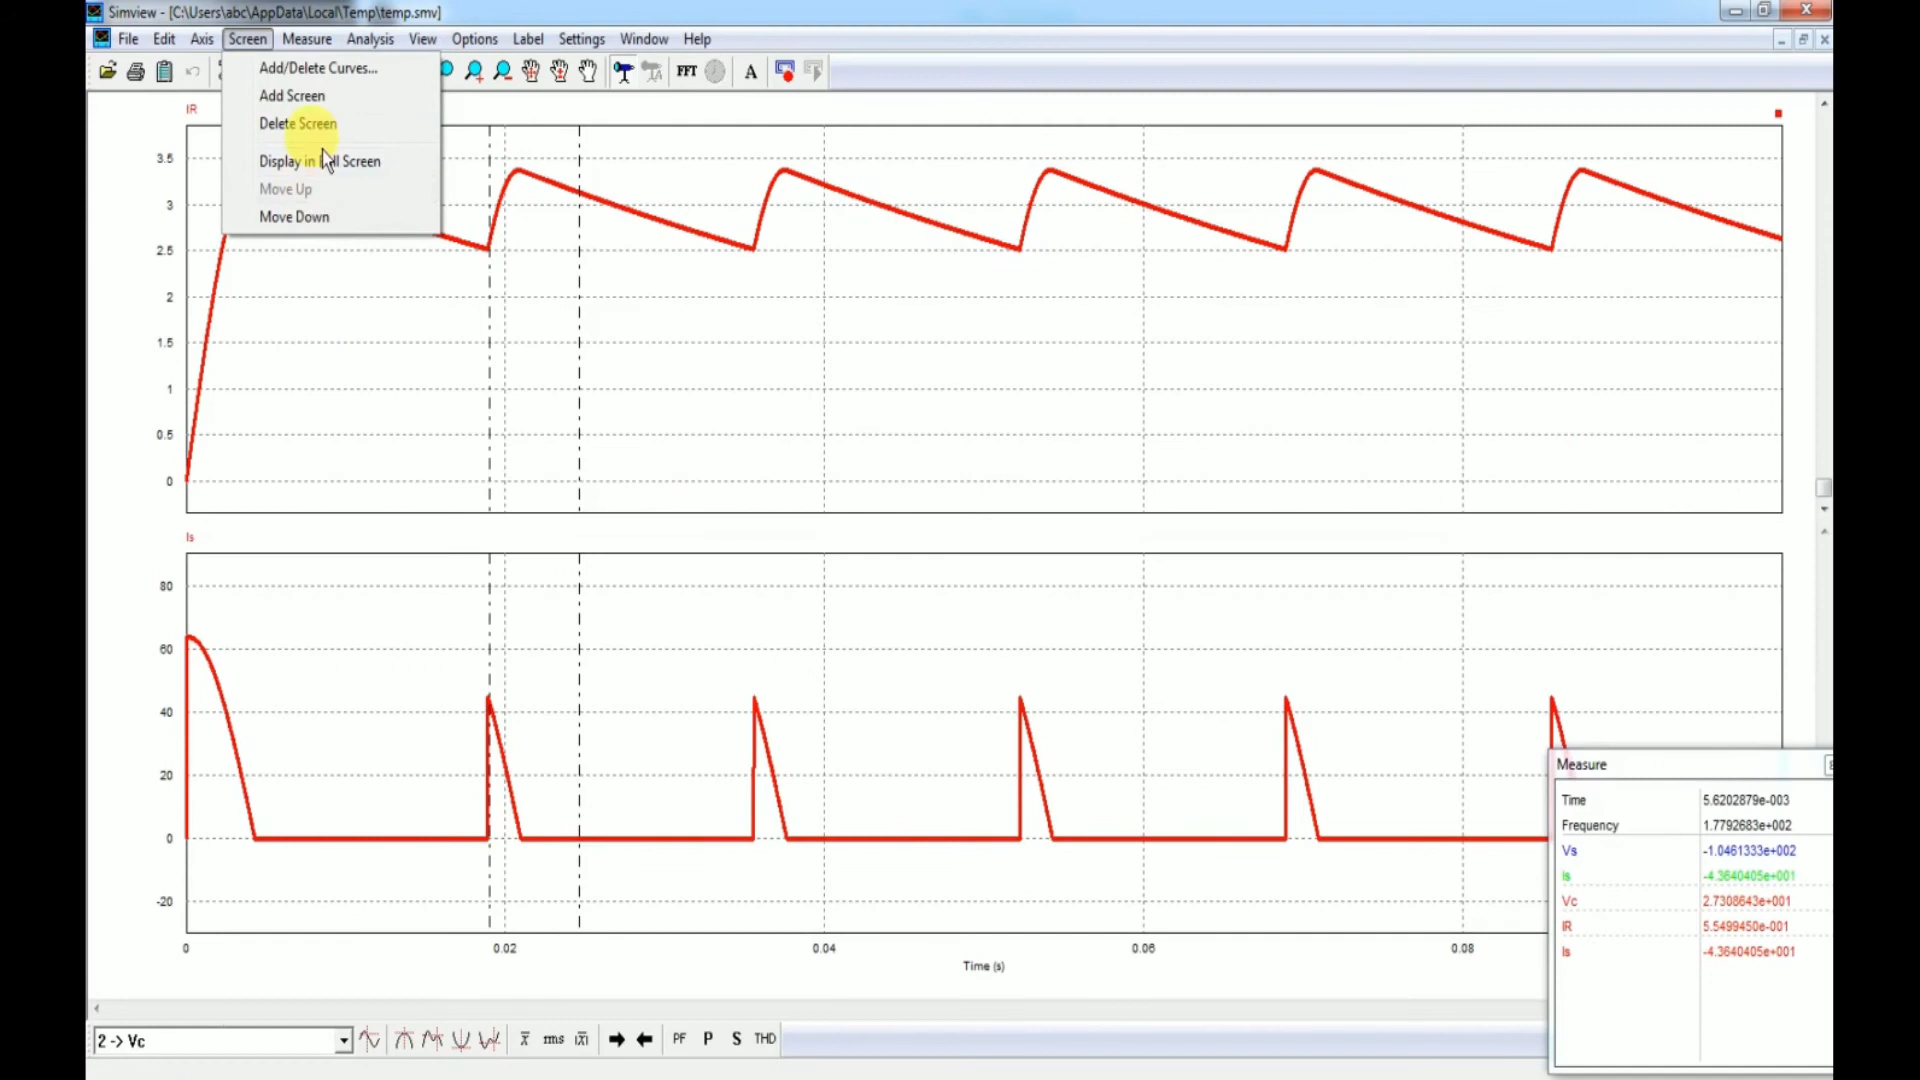 Simview - [C:\Users\abc\AppData\Local\Temp\temp.smv]
File Edit Axis Screen Measure Analysis View Options Label Settings Window Help
FFT A
Add/Delete Curves...
Add Screen
Delete Screen
Display in Full Screen
Move Up
Move Down
IR
3.5
3
2.5
2
1.5
1
0.5
0
Is
80
60
40
20
0
-20
0 0.02 0.04 0.06 0.08
Time (s)
Measure
Time 5.6202879e-003
Frequency 1.7792683e+002
Vs -1.0461333e+002
Is -4.3640405e+001
Vc 2.7308643e+001
IR 5.5499450e-001
Is -4.3640405e+001
2 -> Vc
x rms |x| PF P S THD